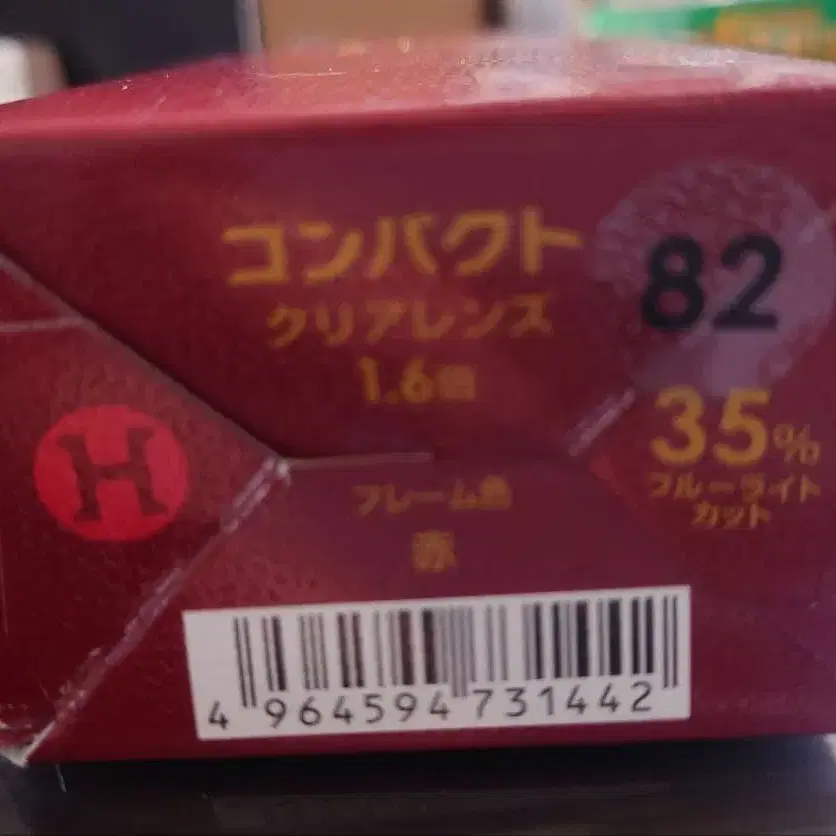 コンパクト
クリアレンズ
1.6倍
82
35%
ブルーライト
カット
H
フレーム色
赤
4 964594 731442